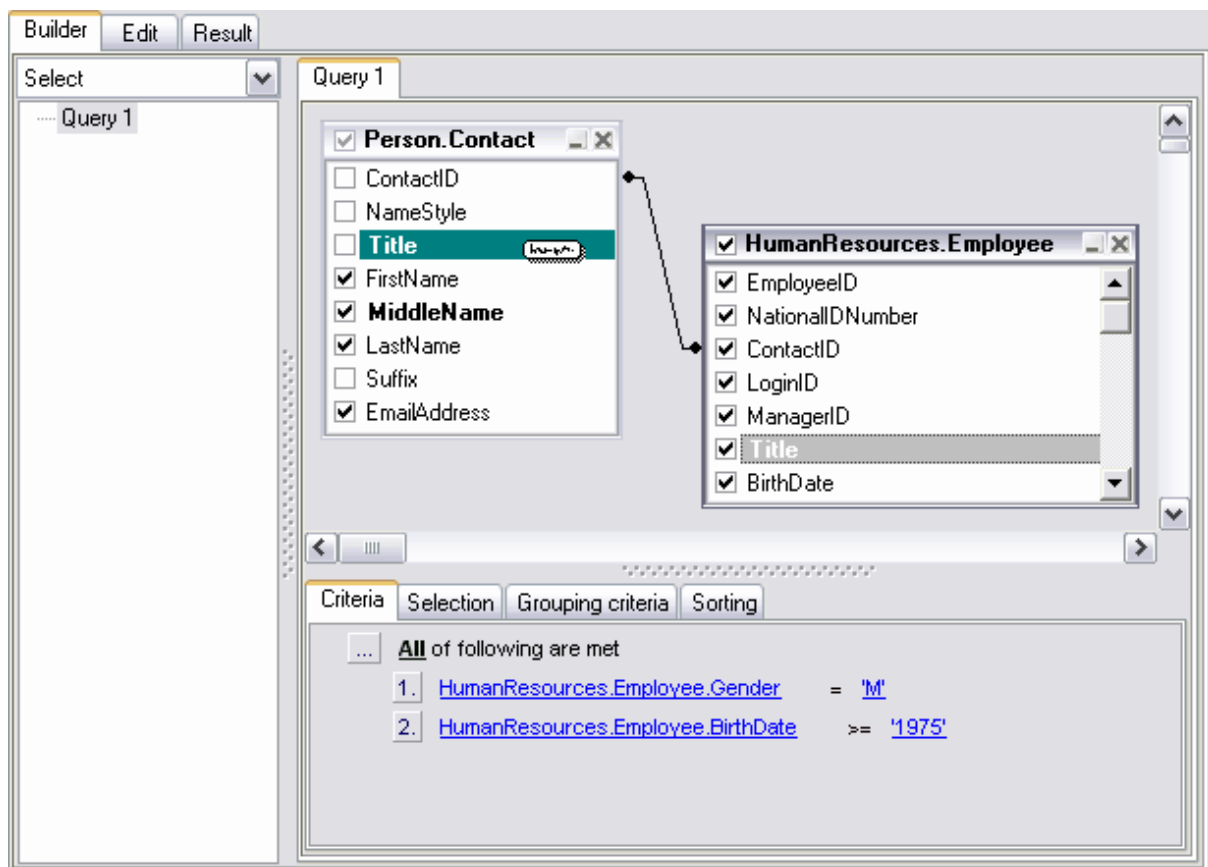 Builder Edit Result
Select
Query 1
Query 1
Person.Contact
ContactID
NameStyle
Title
FirstName
MiddleName
LastName
Suffix
EmailAddress
HumanResources.Employee
EmployeeID
NationalIDNumber
ContactID
LoginID
ManagerID
Title
BirthDate
Criteria Selection Grouping criteria Sorting
... All of following are met
1. HumanResources.Employee.Gender = 'M'
2. HumanResources.Employee.BirthDate >= '1975'